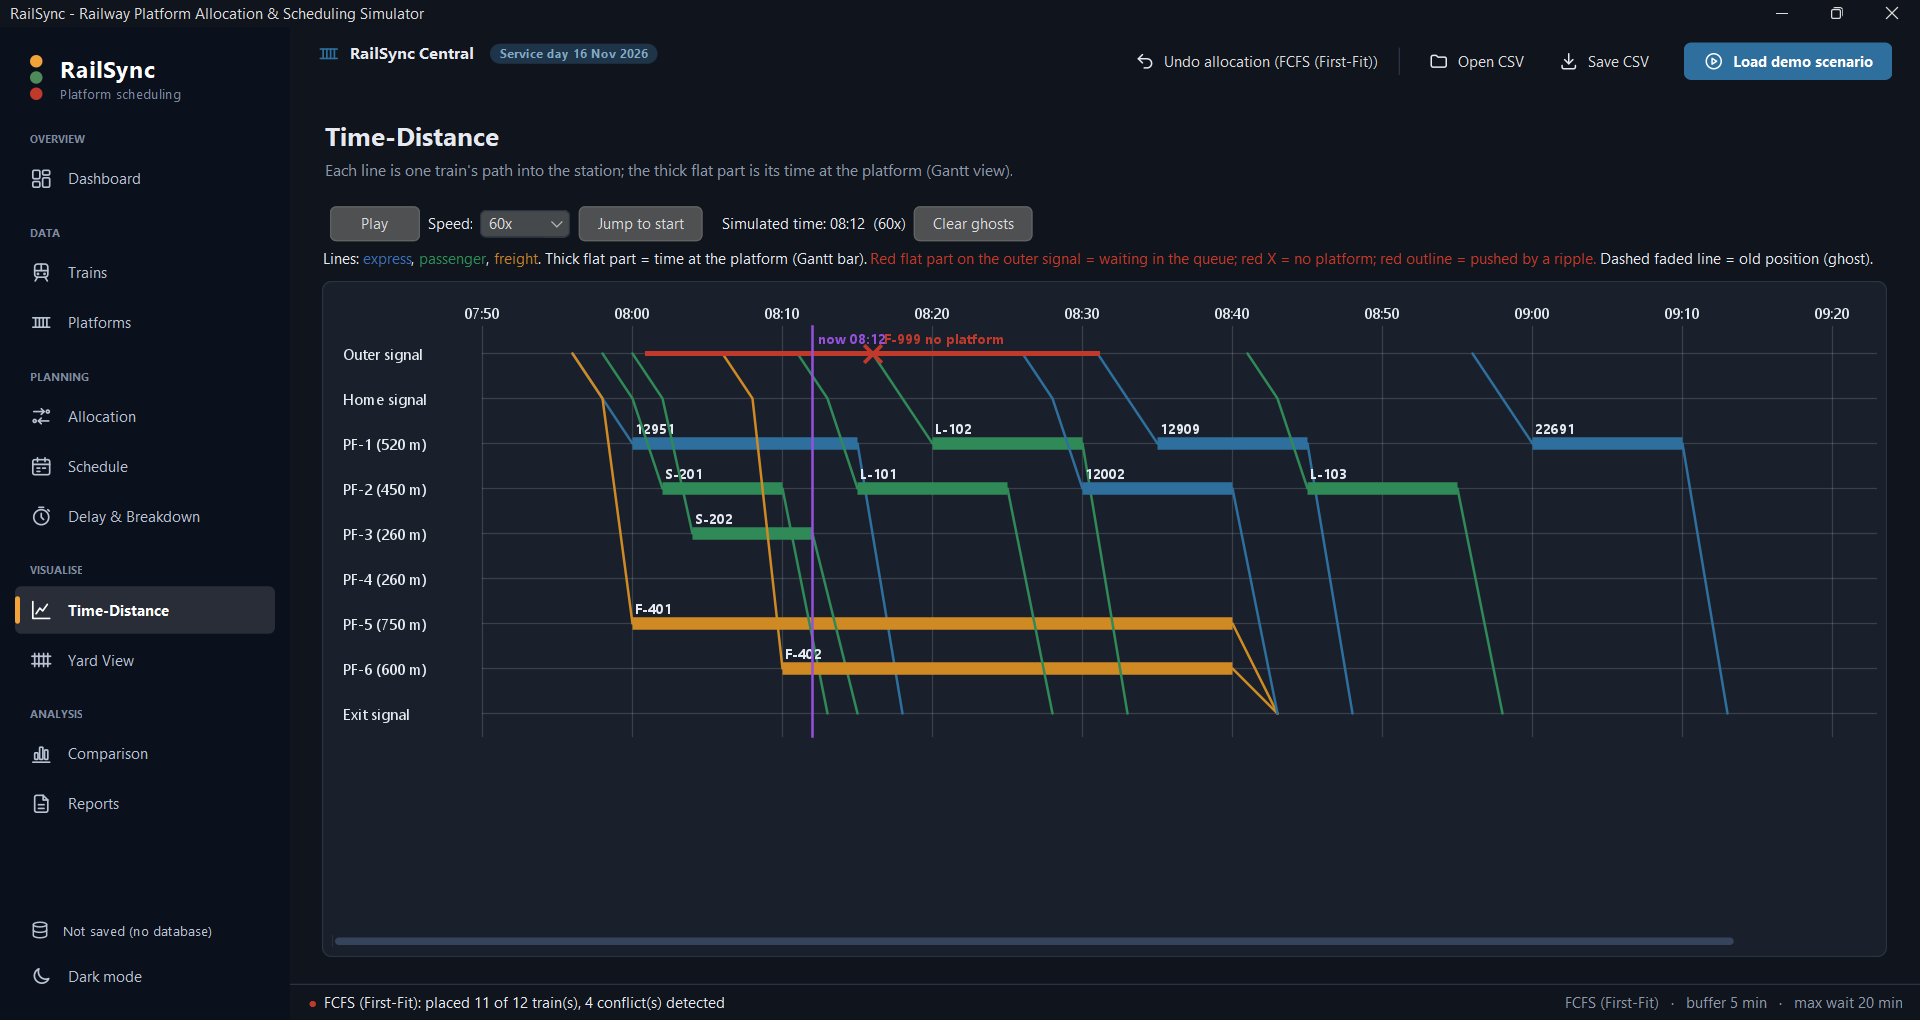 RailSync - Railway Platform Allocation & Scheduling Simulator
RailSync
Platform scheduling
OVERVIEW
Dashboard
DATA
Trains
Platforms
PLANNING
Allocation
Schedule
Delay & Breakdown
VISUALISE
Time-Distance
Yard View
ANALYSIS
Comparison
Reports
Not saved (no database)
Dark mode
RailSync Central
Service day 16 Nov 2026
Undo allocation (FCFS (First-Fit))
Open CSV
Save CSV
Load demo scenario
Time-Distance
Each line is one train's path into the station; the thick flat part is its time at the platform (Gantt view).
Play
Speed:
60x
Jump to start
Simulated time: 08:12 (60x)
Clear ghosts
Lines: express, passenger, freight. Thick flat part = time at the platform (Gantt bar). Red flat part on the outer signal = waiting in the queue; red X = no platform; red outline = pushed by a ripple. Dashed faded line = old position (ghost).
07:50 08:00 08:10 08:20 08:30 08:40 08:50 09:00 09:10 09:20
now 08:12
F-999 no platform
Outer signal
Home signal
12951 L-102 12909 22691
PF-1 (520 m)
S-201 L-101 12002 L-103
PF-2 (450 m)
S-202
PF-3 (260 m)
PF-4 (260 m)
F-401
PF-5 (750 m)
F-402
PF-6 (600 m)
Exit signal
FCFS (First-Fit): placed 11 of 12 train(s), 4 conflict(s) detected
FCFS (First-Fit) · buffer 5 min · max wait 20 min